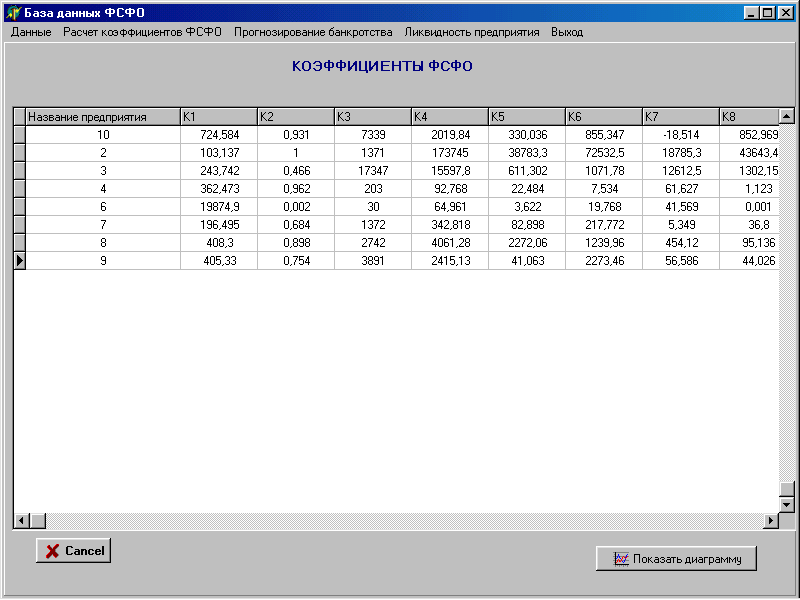 База данных ФСФО
Данные Расчет коэффициентов ФСФО Прогнозирование банкротства Ликвидность предприятия Выход
КОЭФФИЦИЕНТЫ ФСФО
Название предприятия K1 K2 K3 K4 K5 K6 K7 K8
10 724,584 0,931 7339 2019,84 330,036 855,347 -18,514 852,969
2 103,137 1 1371 173745 38783,3 72532,5 18785,3 43643,4
3 243,742 0,466 17347 15597,8 611,302 1071,78 12612,5 1302,15
4 362,473 0,962 203 92,768 22,484 7,534 61,627 1,123
6 19874,9 0,002 30 64,961 3,622 19,768 41,569 0,001
7 196,495 0,684 1372 342,818 82,898 217,772 5,349 36,8
8 408,3 0,898 2742 4061,28 2272,06 1239,96 454,12 95,136
9 405,33 0,754 3891 2415,13 41,063 2273,46 56,586 44,026
Cancel
Показать диаграмму